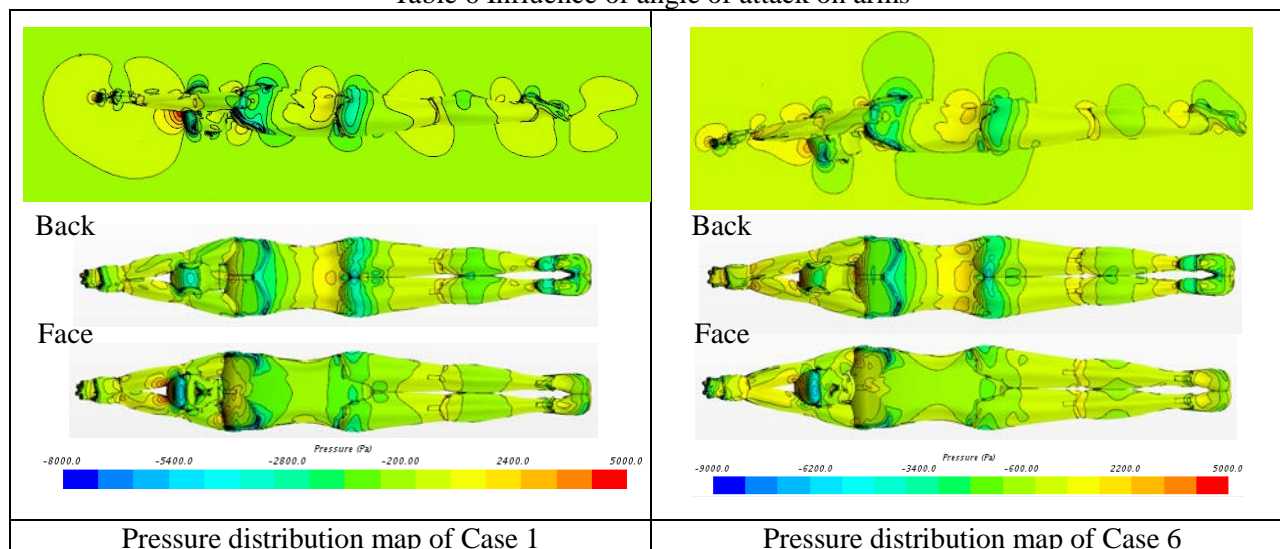 Table 8 Influence of angle of attack on arms
Back
Face
Pressure (Pa)
-8000.0 -5400.0 -2800.0 -200.00 2400.0 5000.0
Pressure distribution map of Case 1
Back
Face
Pressure (Pa)
-9000.0 -6200.0 -3400.0 -600.00 2200.0 5000.0
Pressure distribution map of Case 6